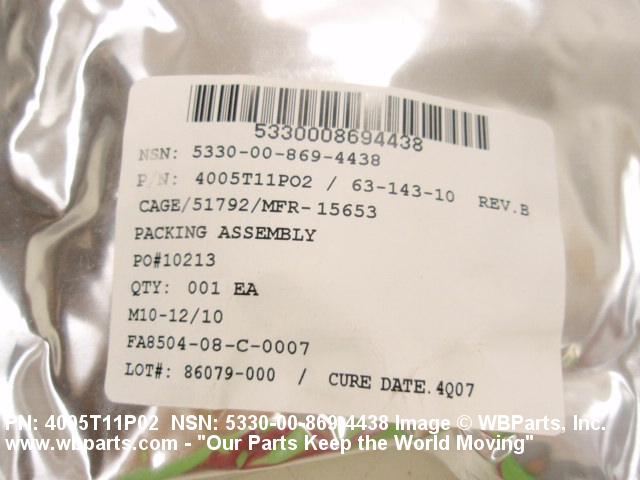 5330008694438
NSN: 5330-00-869-4438
P/N: 4005T11PO2 / 63-143-10 REV.B
CAGE/51792/MFR-15653
PACKING ASSEMBLY
PO#10213
QTY: 001 EA
M10-12/10
FA8504-08-C-0007
LOT#: 86079-000 / CURE DATE.4Q07
PN: 4005T11P02 NSN: 5330-00-869-4438 Image © WBParts, Inc.
www.wbparts.com - "Our Parts Keep the World Moving"